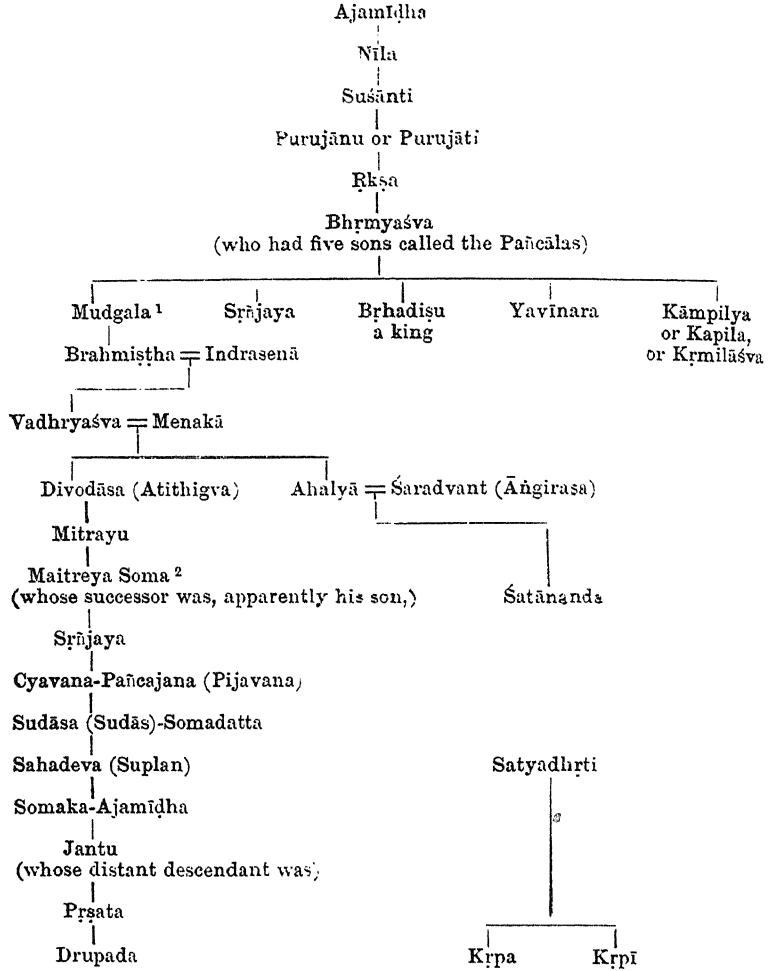 Ajamīḍha
Nīla
Suśānti
Purujānu or Purujāti
Ṛkṣa
Bhṛmyaśva
(who had five sons called the Pañcālas)
Mudgala ¹ Sṛñjaya Bṛhadiṣu Yavīnara Kāmpilya
a king or Kapila,
Brahmiṣṭha = Indrasenā or Kṛmilāśva
Vadhryaśva = Menakā
Divodāsa (Atithigva) Ahalyā = Śaradvant (Āṅgirasa)
Mitrayu
Maitreya Soma ²
(whose successor was, apparently his son,) Śatānanda
Sṛñjaya
Cyavana-Pañcajana (Pijavana)
Sudāsa (Sudās)-Somadatta
Sahadeva (Suplan) Satyadhṛti
Somaka-Ajamīḍha
Jantu
(whose distant descendant was)
Pṛṣata
Drupada Kṛpa Kṛpī